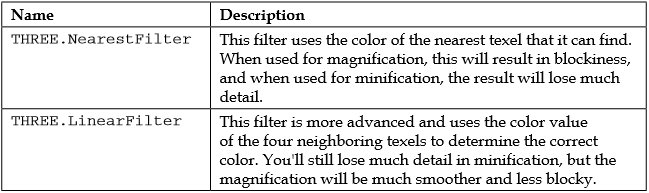 Name Description
THREE.NearestFilter This filter uses the color of the nearest texel that it can find.
When used for magnification, this will result in blockiness,
and when used for minification, the result will lose much
detail.
THREE.LinearFilter This filter is more advanced and uses the color value
of the four neighboring texels to determine the correct
color. You'll still lose much detail in minification, but the
magnification will be much smoother and less blocky.